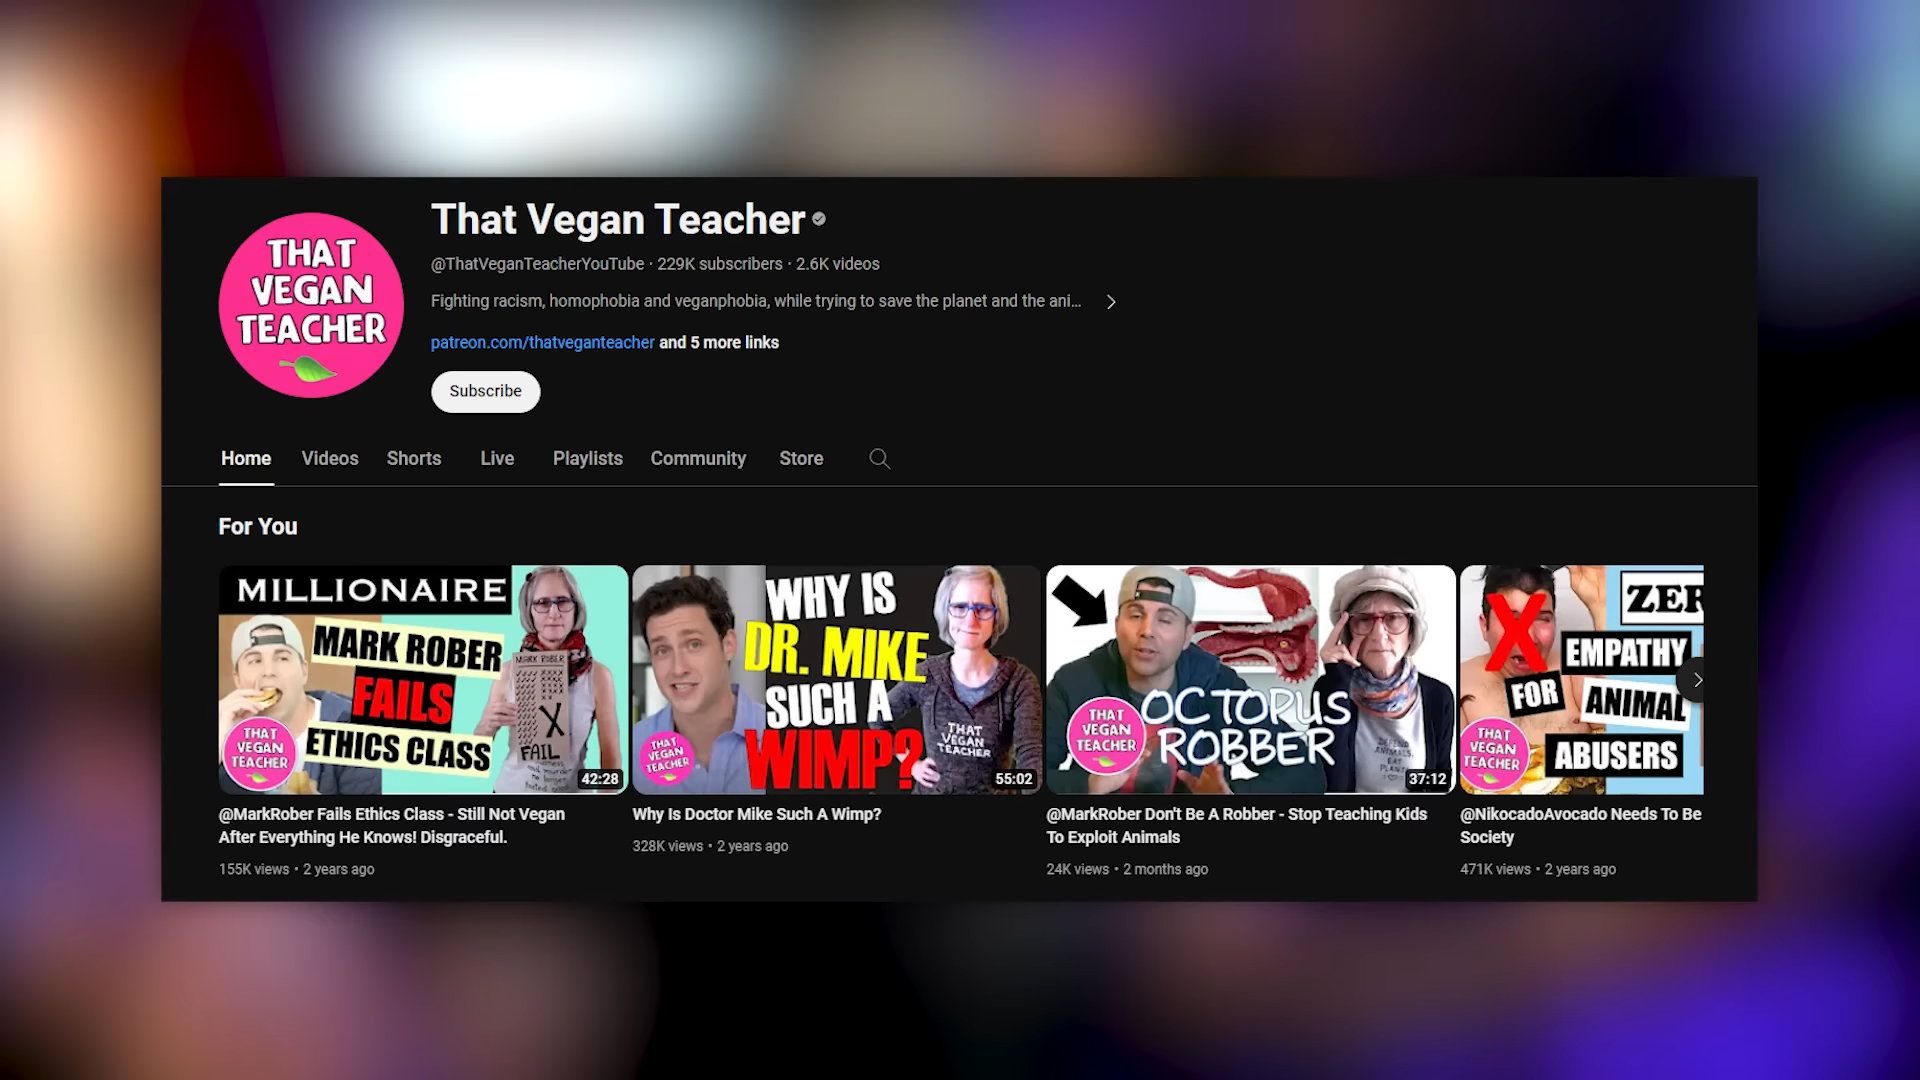 THAT
VEGAN
TEACHER
That Vegan Teacher
@ThatVeganTeacherYouTube · 229K subscribers · 2.6K videos
Fighting racism, homophobia and veganphobia, while trying to save the planet and the ani...
patreon.com/thatveganteacher and 5 more links
Subscribe
Home Videos Shorts Live Playlists Community Store
For You
MILLIONAIRE
MARK ROBER
FAILS
ETHICS CLASS
MARK ROBER
X
FAIL
THAT
VEGAN
TEACHER
42:28
@MarkRober Fails Ethics Class - Still Not Vegan
After Everything He Knows! Disgraceful.
155K views • 2 years ago
WHY IS
DR. MIKE
SUCH A
WIMP?
THAT
VEGAN
TEACHER
THAT
VEGAN
TEACHER
55:02
Why Is Doctor Mike Such A Wimp?
328K views • 2 years ago
OCTOPUS
ROBBER
THAT
VEGAN
TEACHER
37:12
@MarkRober Don't Be A Robber - Stop Teaching Kids
To Exploit Animals
24K views • 2 months ago
X
ZER
EMPATHY
FOR
ANIMAL
ABUSERS
THAT
VEGAN
TEACHER
@NikocadoAvocado Needs To Be
Society
471K views • 2 years ago